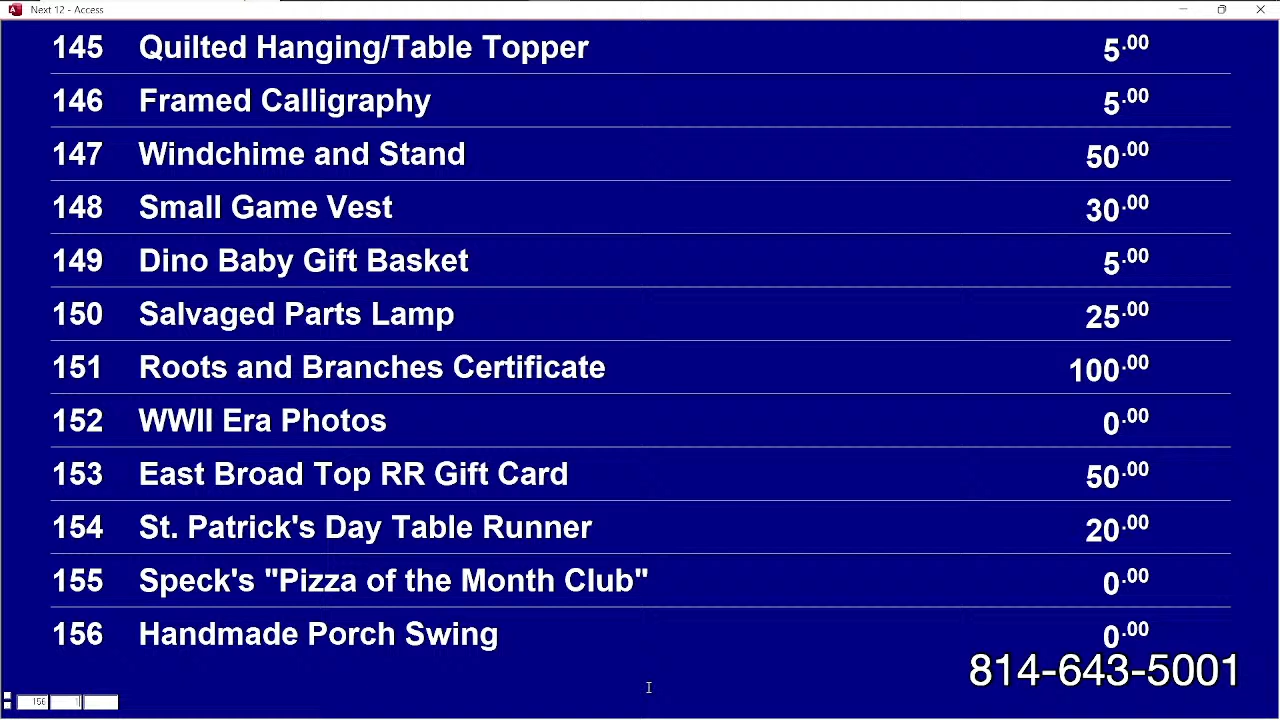 Next 12 - Access
145 Quilted Hanging/Table Topper 5.00
146 Framed Calligraphy 5.00
147 Windchime and Stand 50.00
148 Small Game Vest 30.00
149 Dino Baby Gift Basket 5.00
150 Salvaged Parts Lamp 25.00
151 Roots and Branches Certificate 100.00
152 WWII Era Photos 0.00
153 East Broad Top RR Gift Card 50.00
154 St. Patrick's Day Table Runner 20.00
155 Speck's "Pizza of the Month Club" 0.00
156 Handmade Porch Swing 0.00
814-643-5001
156